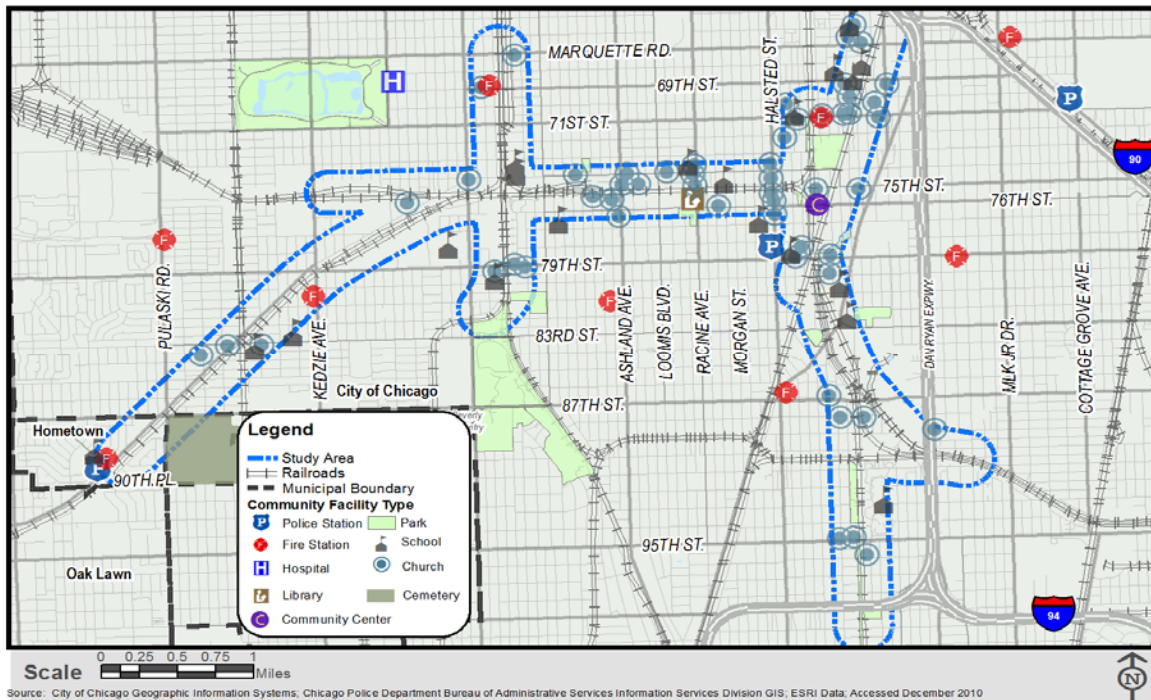 MARQUETTE RD.
HALSTED ST.
69TH ST.
71ST ST.
90
75TH ST.
76TH ST.
PULASKI RD.
79TH ST.
KEDZIE AVE.
ASHLAND AVE.
LOOMIS BLVD.
RACINE AVE.
MORGAN ST.
DAN RYAN EXPWY.
MLK JR DR.
COTTAGE GROVE AVE.
83RD ST.
City of Chicago
87TH ST.
Hometown
90TH PL.
95TH ST.
Oak Lawn
94
Legend
Study Area
Railroads
Municipal Boundary
Community Facility Type
P Police Station
Park
F Fire Station
School
H Hospital
Church
Library
Cemetery
C Community Center
Scale
0 0.25 0.5 0.75 1
Miles
N
Source: City of Chicago Geographic Information Systems; Chicago Police Department Bureau of Administrative Services Information Services Division GIS; ESRI Data; Accessed December 2010